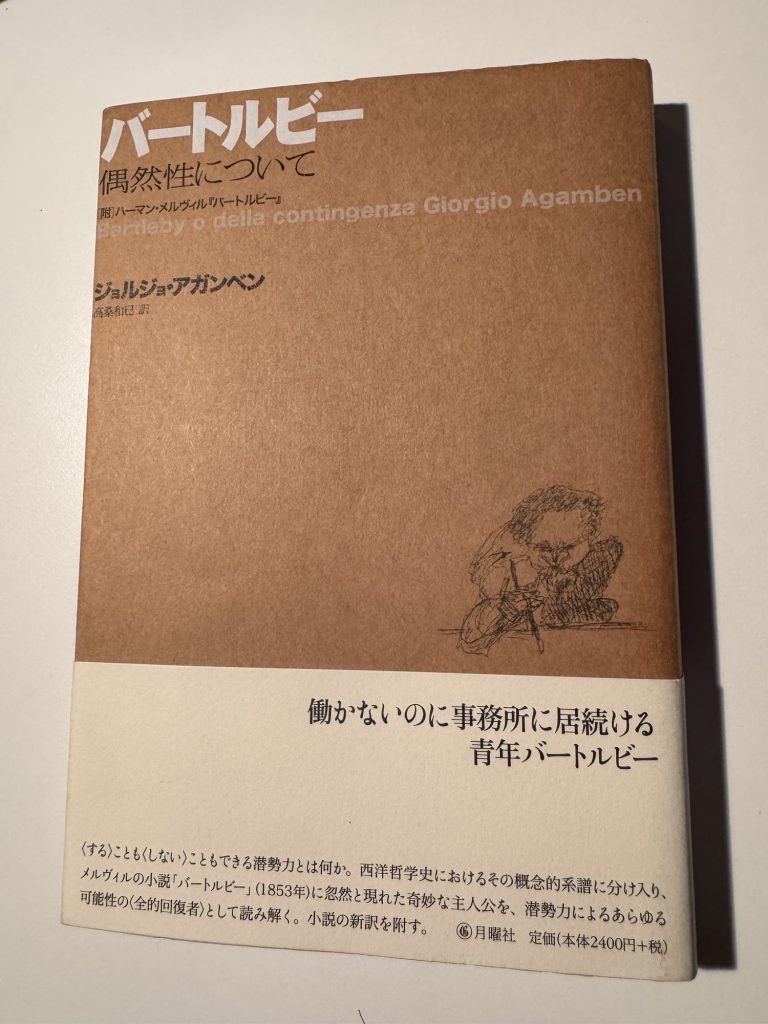 バートルビー
偶然性について
[附]ハーマン・メルヴィル『バートルビー』
Bartleby o della contingenza Giorgio Agamben
ジョルジョ・アガンベン
高桑和巳 訳
働かないのに事務所に居続ける
青年バートルビー
〈する〉ことも〈しない〉こともできる潜勢力とは何か。西洋哲学史におけるその概念的系譜に分け入り、
メルヴィルの小説「バートルビー」(1853年)に忽然と現れた奇妙な主人公を、潜勢力によるあらゆる
可能性の〈全的回復者〉として読み解く。小説の新訳を附す。 月曜社 定価(本体2400円+税)